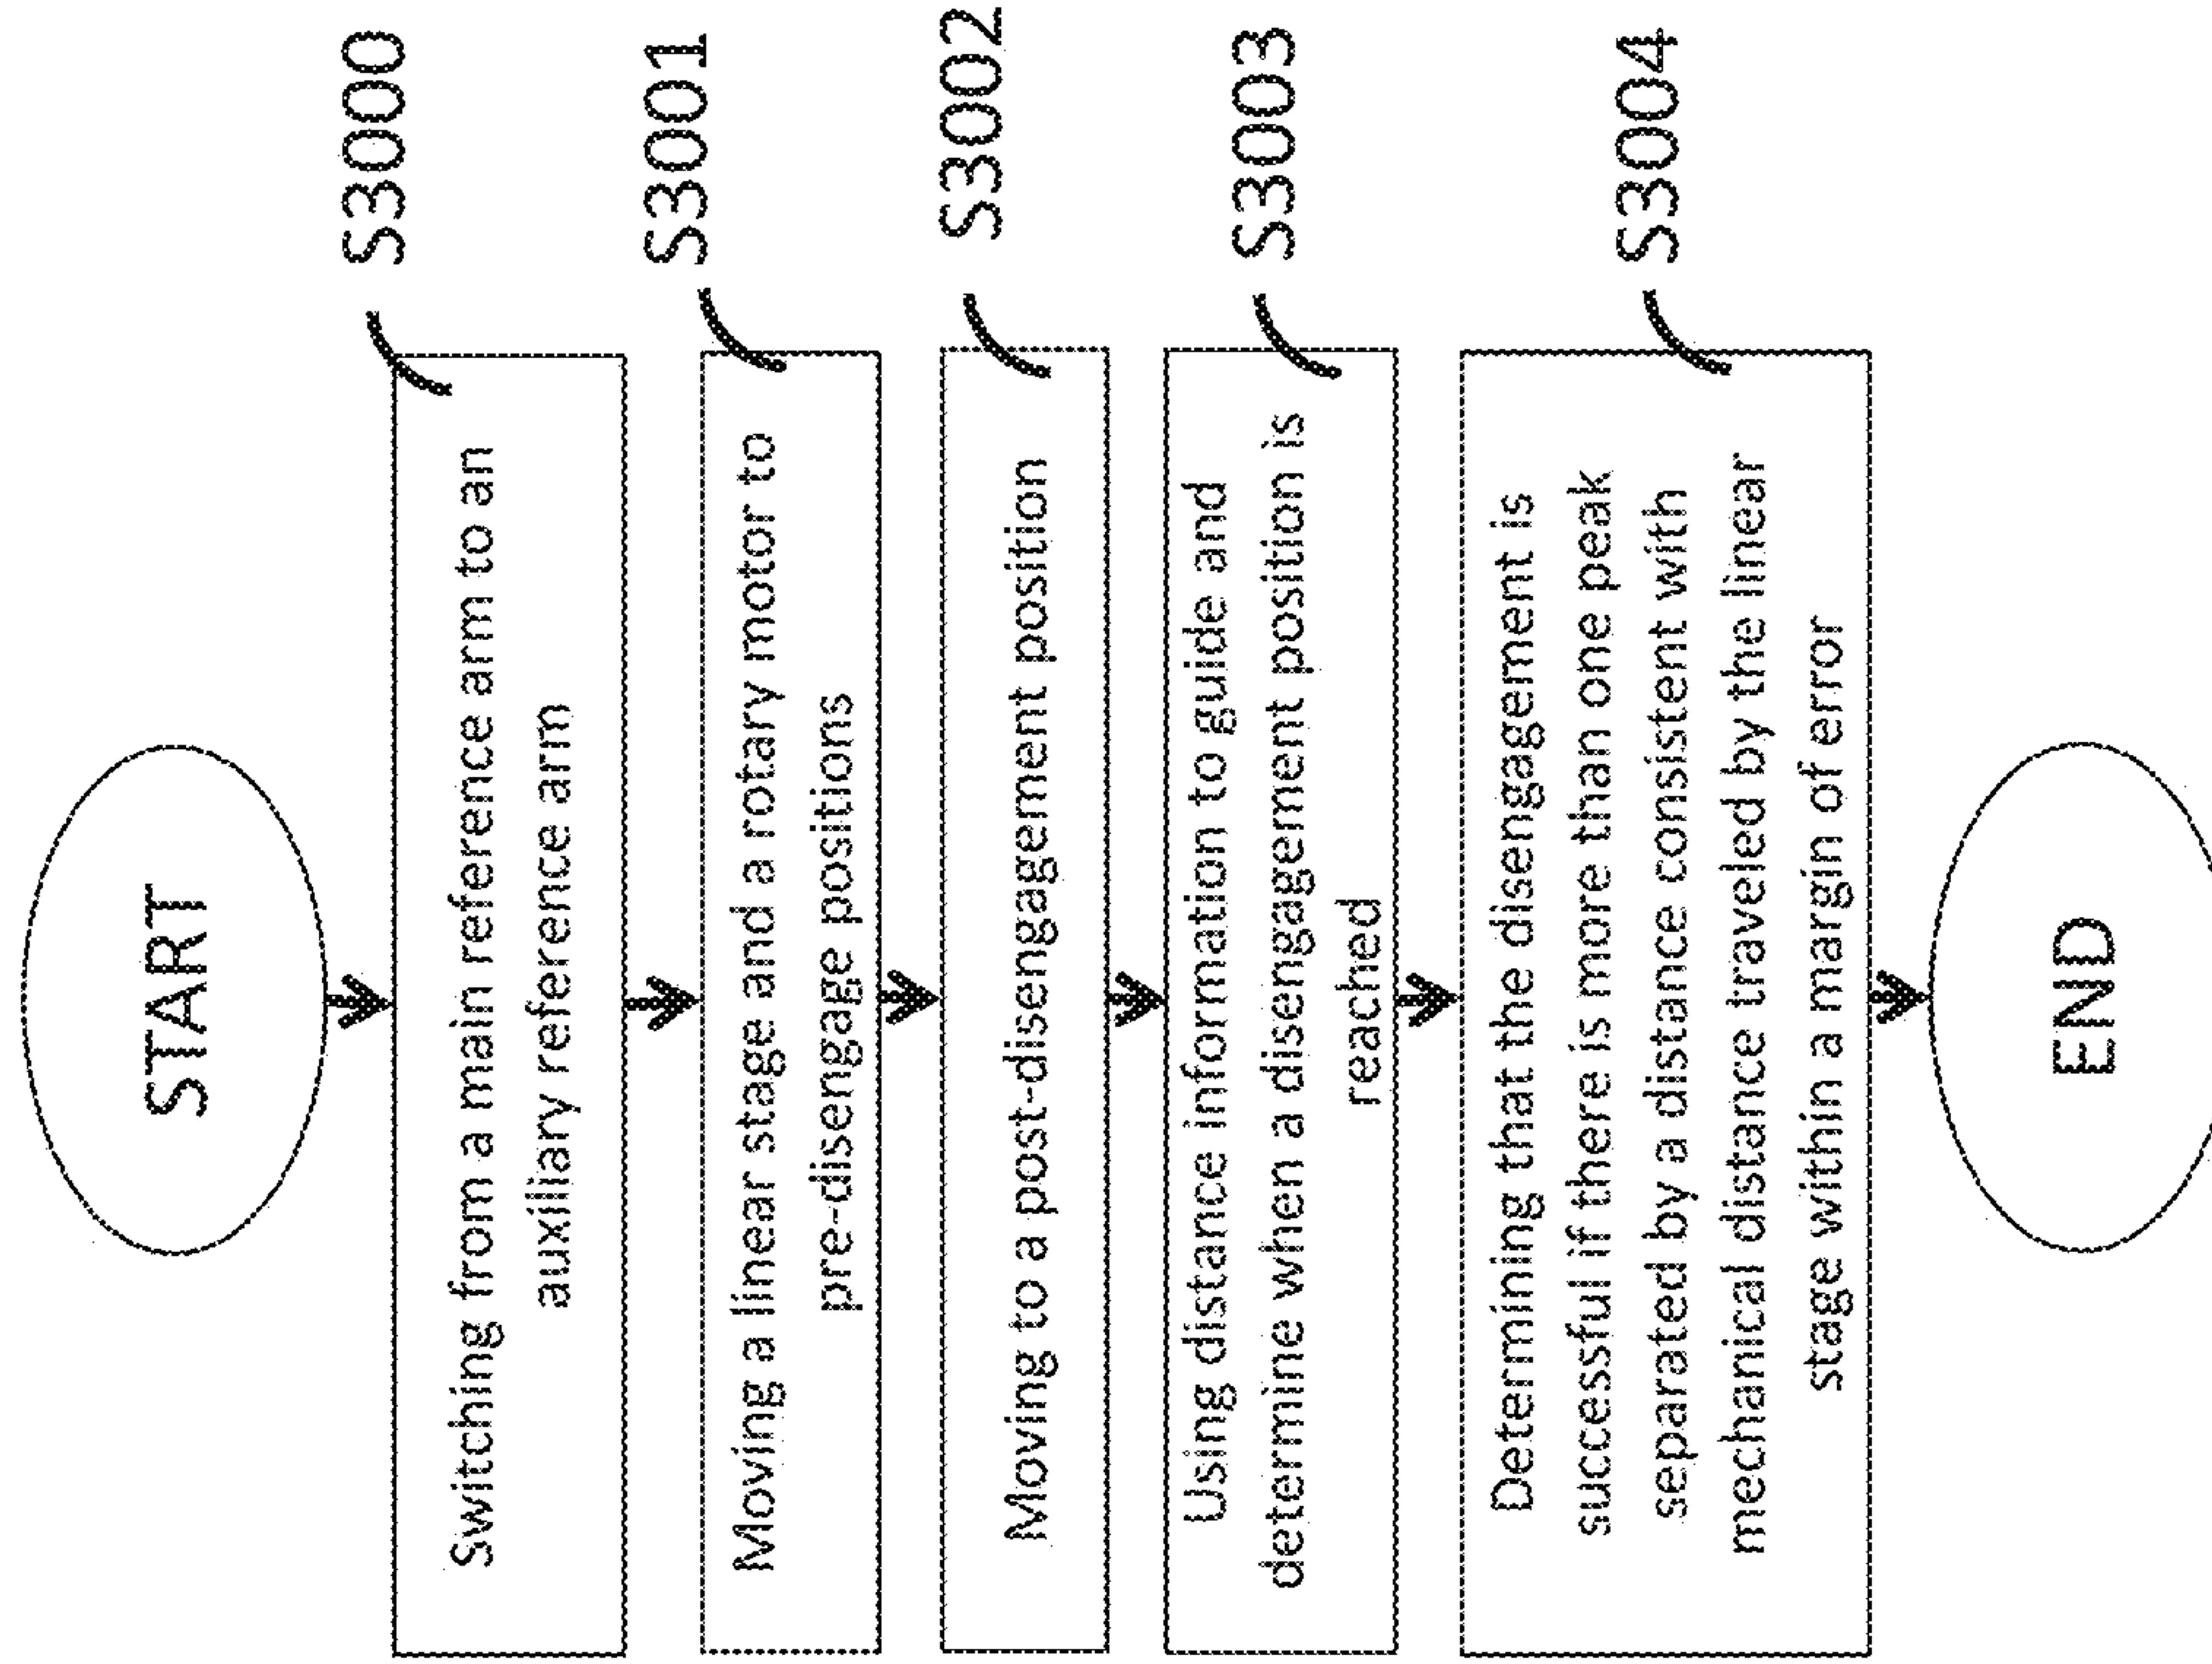 START
S3000
Switching from a main reference arm to an
auxiliary reference arm
S3001
Moving a linear stage and a rotary motor to
pre-disengage positions
S3002
Moving to a post-disengagement position
S3003
Using distance information to guide and
determine when a disengagement position is
reached
S3004
Determining that the disengagement is
successful if there is more than one peak
separated by a distance consistent with
mechanical distance traveled by the linear
stage within a margin of error
END